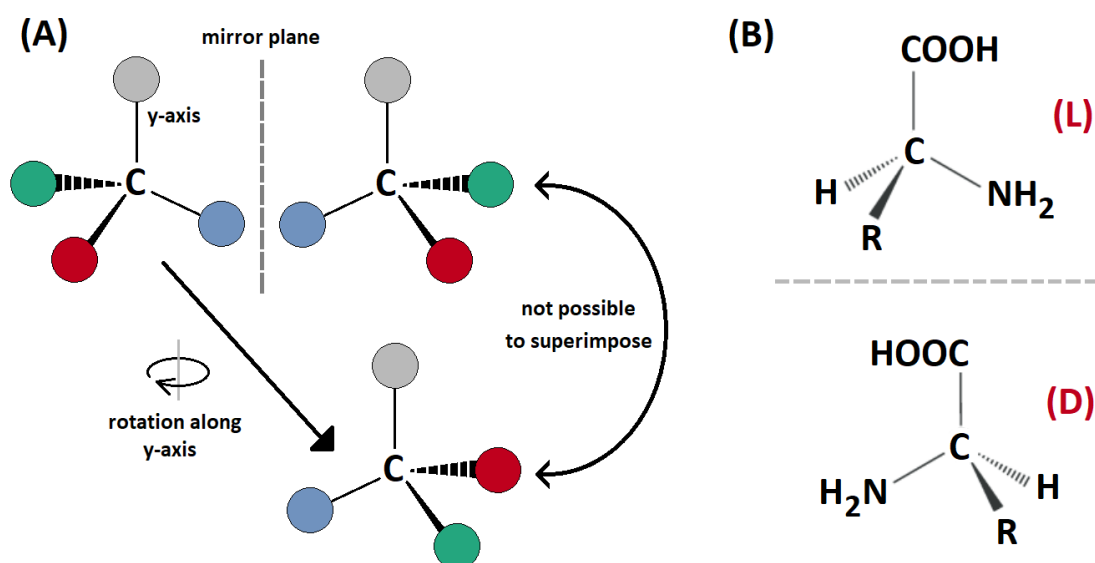 (A)
mirror plane
y-axis
C
C
not possible
to superimpose
rotation along
y-axis
C
(B)
COOH
(L)
C
H
NH₂
R
HOOC
(D)
C
H₂N
H
R